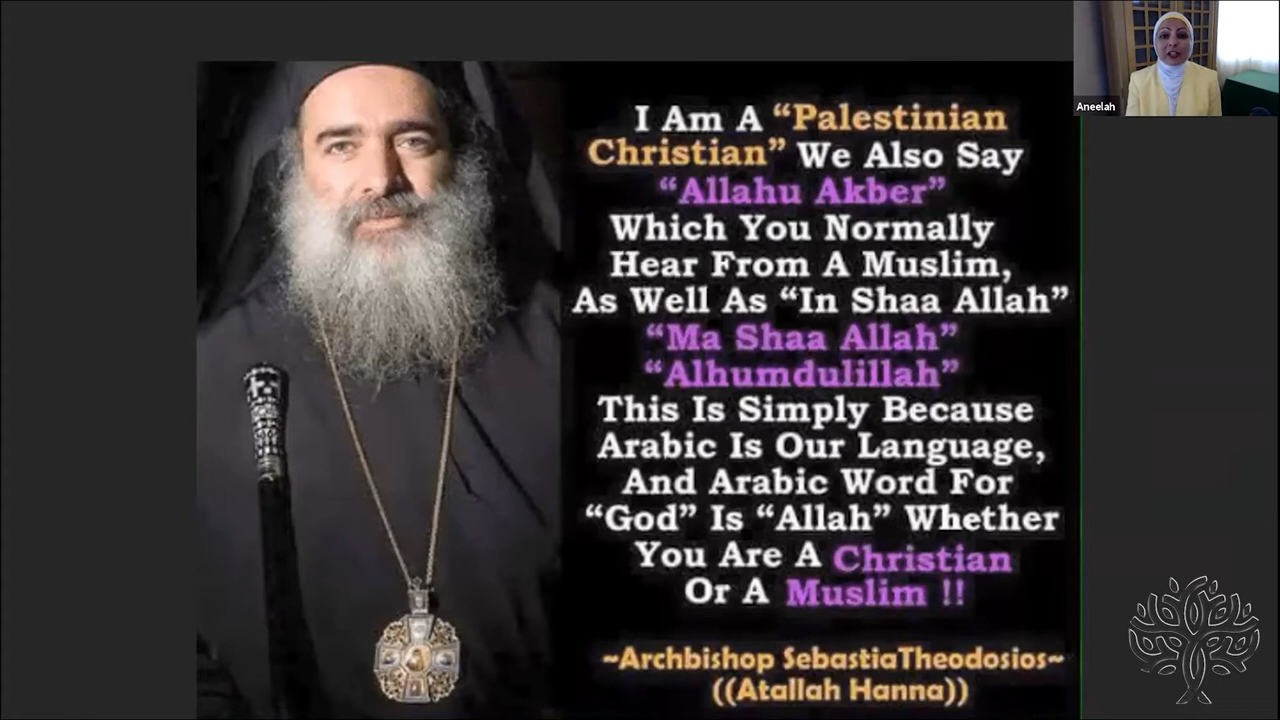 Aneelah
I Am A “Palestinian
Christian” We Also Say
“Allahu Akber”
Which You Normally
Hear From A Muslim,
As Well As “In Shaa Allah”
“Ma Shaa Allah”
“Alhumdulillah”
This Is Simply Because
Arabic Is Our Language,
And Arabic Word For
“God” Is “Allah” Whether
You Are A Christian
Or A Muslim !!
~Archbishop SebastiaTheodosios~
((Atallah Hanna))